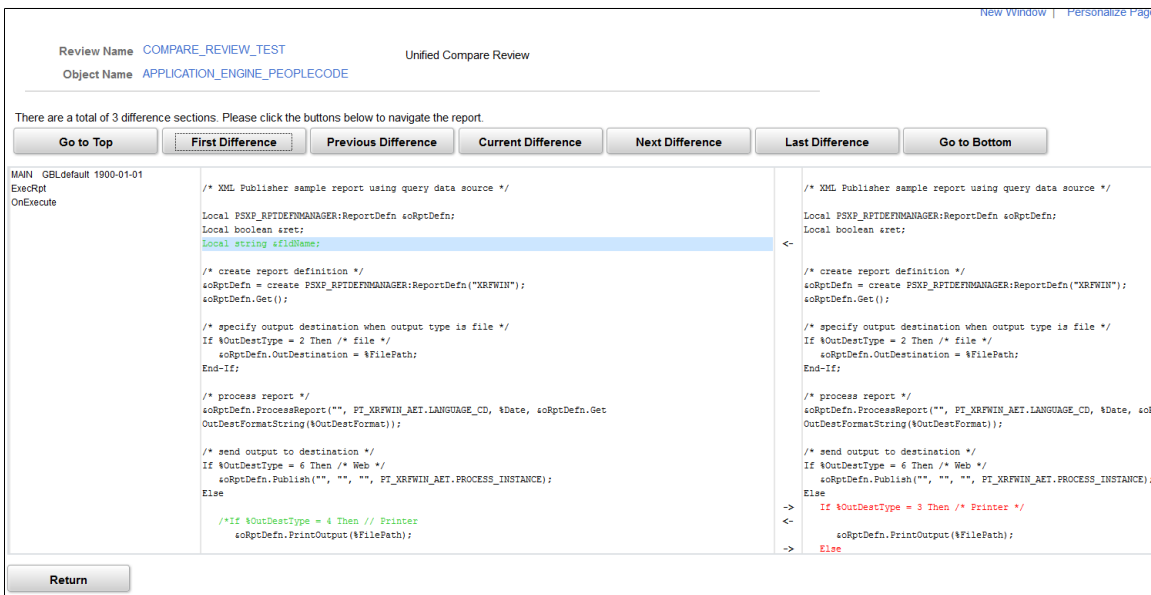 New Window | Personalize Page
Review Name COMPARE_REVIEW_TEST
Unified Compare Review
Object Name APPLICATION_ENGINE_PEOPLECODE
There are a total of 3 difference sections. Please click the buttons below to navigate the report.
Go to Top First Difference Previous Difference Current Difference Next Difference Last Difference Go to Bottom
MAIN GBLdefault 1900-01-01
ExecRpt
OnExecute
/* XML Publisher sample report using query data source */
Local PSXP_RPTDEFNMANAGER:ReportDefn &oRptDefn;
Local boolean &ret;
Local string &fldName;
/* create report definition */
&oRptDefn = create PSXP_RPTDEFNMANAGER:ReportDefn("XRFWIN");
&oRptDefn.Get();
/* specify output destination when output type is file */
If %OutDestType = 2 Then /* file */
&oRptDefn.OutDestination = %FilePath;
End-If;
/* process report */
&oRptDefn.ProcessReport("", PT_XRFWIN_AET.LANGUAGE_CD, %Date, &oRptDefn.Get
OutDestFormatString(%OutDestFormat));
/* send output to destination */
If %OutDestType = 6 Then /* Web */
&oRptDefn.Publish("", "", "", PT_XRFWIN_AET.PROCESS_INSTANCE);
Else
/*If %OutDestType = 4 Then // Printer
&oRptDefn.PrintOutput(%FilePath);
<-
->
<-
->
/* XML Publisher sample report using query data source */
Local PSXP_RPTDEFNMANAGER:ReportDefn &oRptDefn;
Local boolean &ret;
/* create report definition */
&oRptDefn = create PSXP_RPTDEFNMANAGER:ReportDefn("XRFWIN");
&oRptDefn.Get();
/* specify output destination when output type is file */
If %OutDestType = 2 Then /* file */
&oRptDefn.OutDestination = %FilePath;
End-If;
/* process report */
&oRptDefn.ProcessReport("", PT_XRFWIN_AET.LANGUAGE_CD, %Date, &oR
OutDestFormatString(%OutDestFormat));
/* send output to destination */
If %OutDestType = 6 Then /* Web */
&oRptDefn.Publish("", "", "", PT_XRFWIN_AET.PROCESS_INSTANCE);
Else
If %OutDestType = 3 Then /* Printer */
&oRptDefn.PrintOutput(%FilePath);
Else
Return